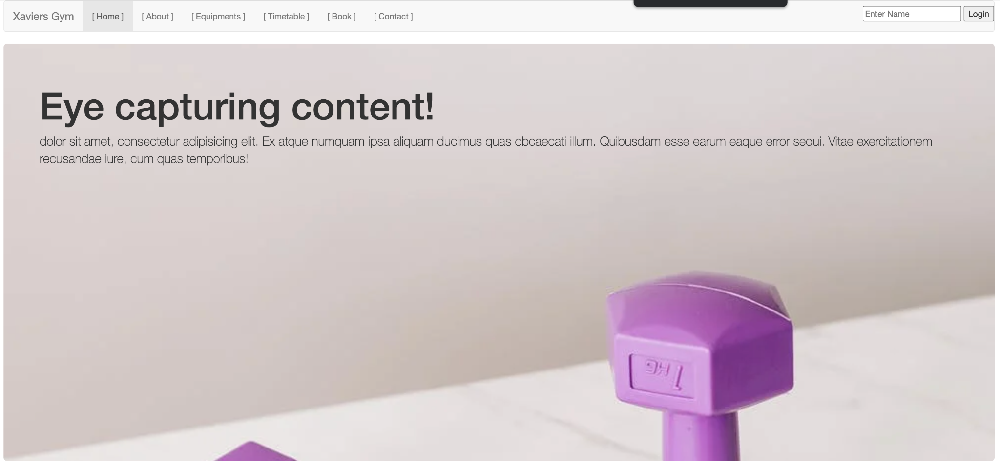 Xaviers Gym [ Home ] [ About ] [ Equipments ] [ Timetable ] [ Book ] [ Contact ] Enter Name Login
Eye capturing content!
dolor sit amet, consectetur adipisicing elit. Ex atque numquam ipsa aliquam ducimus quas obcaecati illum. Quibusdam esse earum eaque error sequi. Vitae exercitationem
recusandae iure, cum quas temporibus!
1 KG